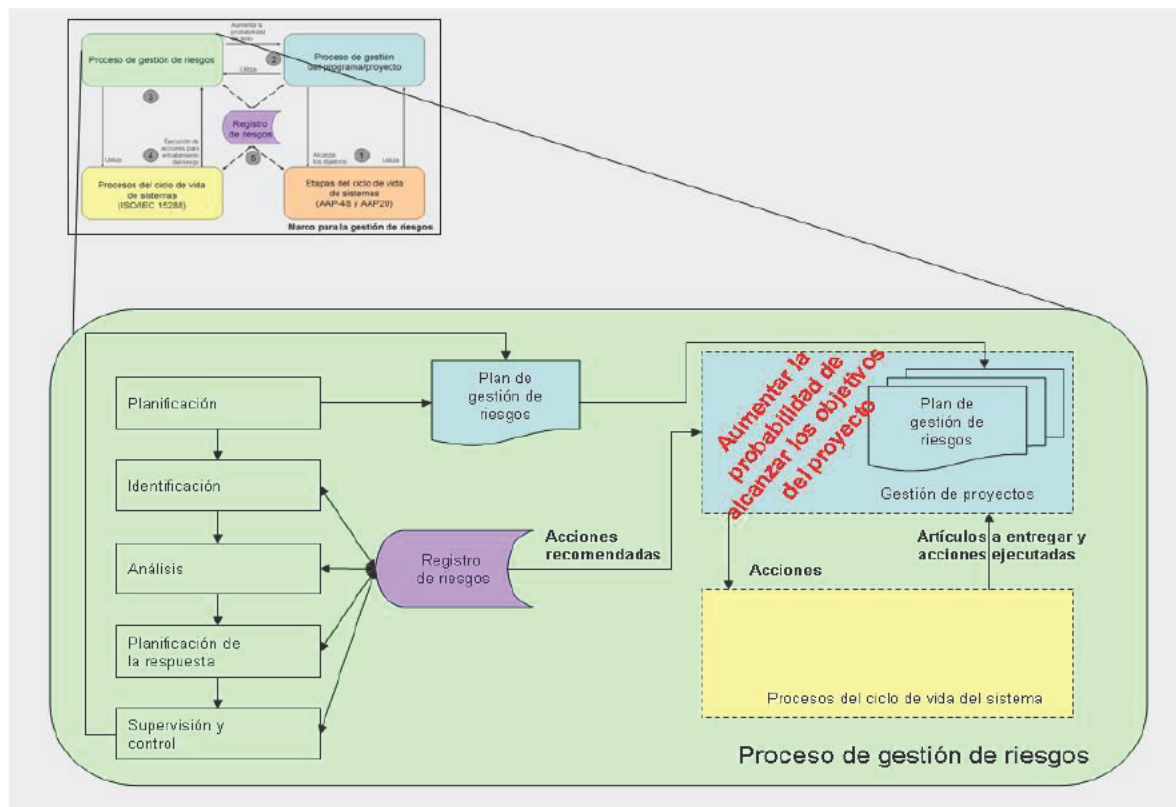 Aumenta la
probabilidad
de éxito
Proceso de gestión de riesgos
2
Proceso de gestión
del programa/proyecto
Utiliza
3
Registro
de riesgos
Ejecución de
acciones para
el tratamiento
del riesgo
Utiliza
4
5
Alcanzar
los objetivos
1
Utiliza
Procesos del ciclo de vida
de sistemas
(ISO/IEC 15288)
Etapas del ciclo de vida
de sistemas
(AAP-48 y AAP20)
Marco para la gestión de riesgos
Planificación
Plan de
gestión de
riesgos
Aumentar la
probabilidad de
alcanzar los objetivos
del proyecto
Plan de
gestión de
riesgos
Gestión de proyectos
Identificación
Análisis
Registro
de riesgos
Acciones
recomendadas
Artículos a entregar y
acciones ejecutadas
Acciones
Planificación de
la respuesta
Procesos del ciclo de vida del sistema
Supervisión y
control
Proceso de gestión de riesgos